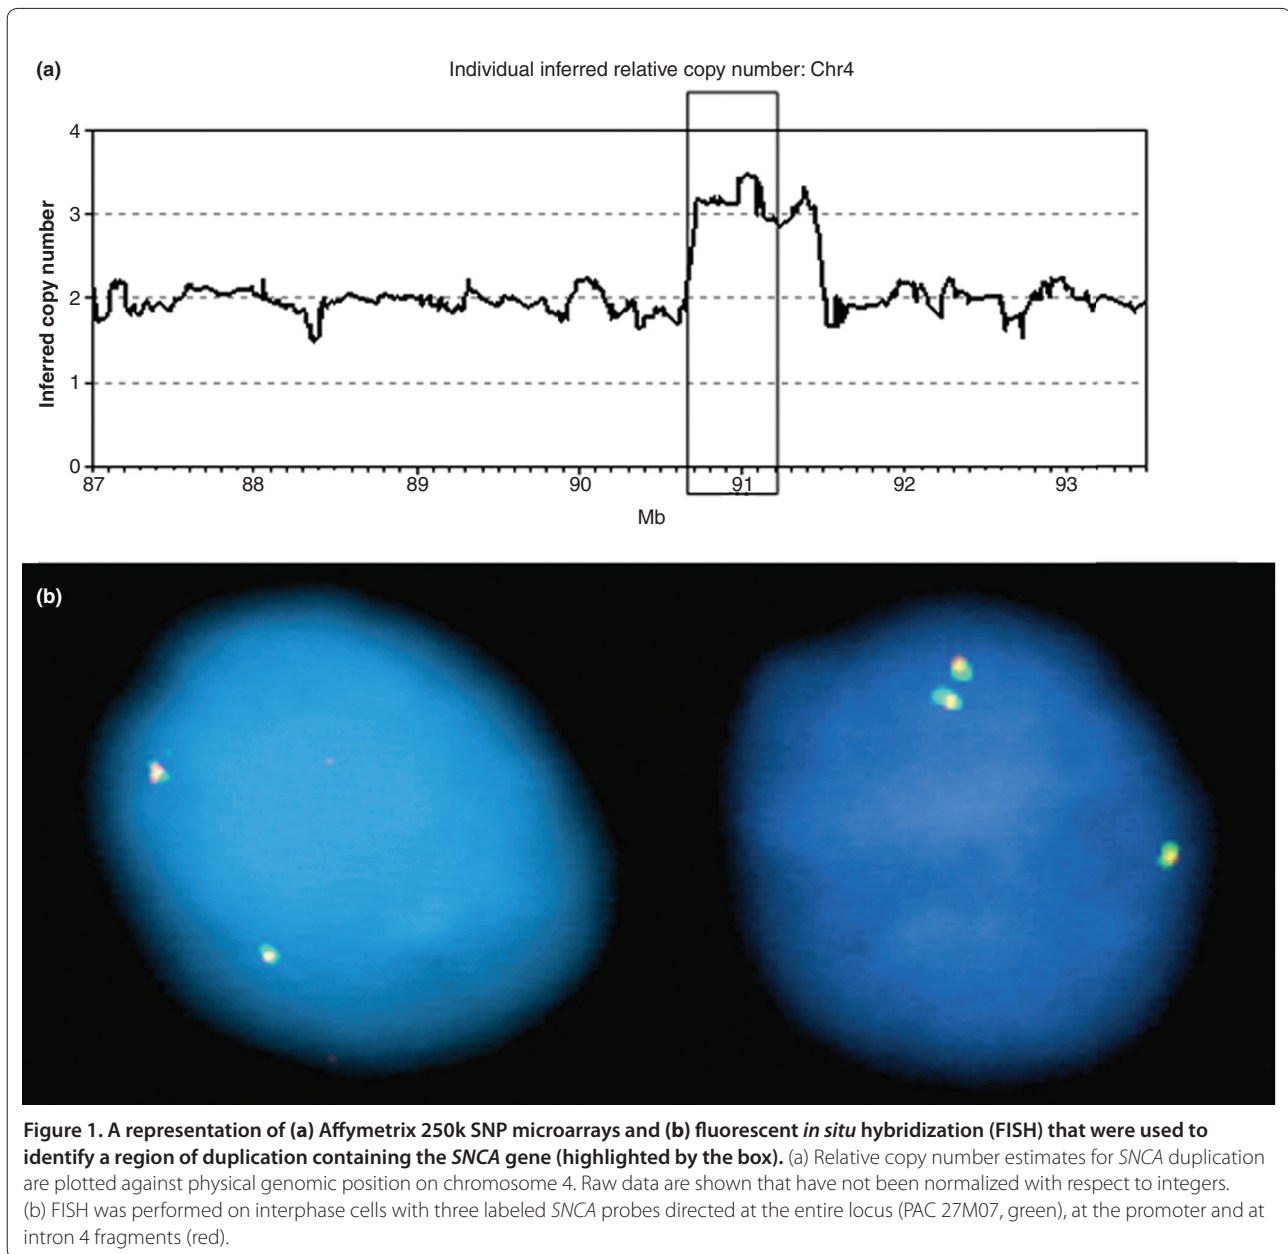 (a)
Individual inferred relative copy number: Chr4
Inferred copy number
4
3
2
1
0
87 88 89 90 91 92 93
Mb
(b)
Figure 1. A representation of (a) Affymetrix 250k SNP microarrays and (b) fluorescent in situ hybridization (FISH) that were used to
identify a region of duplication containing the SNCA gene (highlighted by the box). (a) Relative copy number estimates for SNCA duplication
are plotted against physical genomic position on chromosome 4. Raw data are shown that have not been normalized with respect to integers.
(b) FISH was performed on interphase cells with three labeled SNCA probes directed at the entire locus (PAC 27M07, green), at the promoter and at
intron 4 fragments (red).